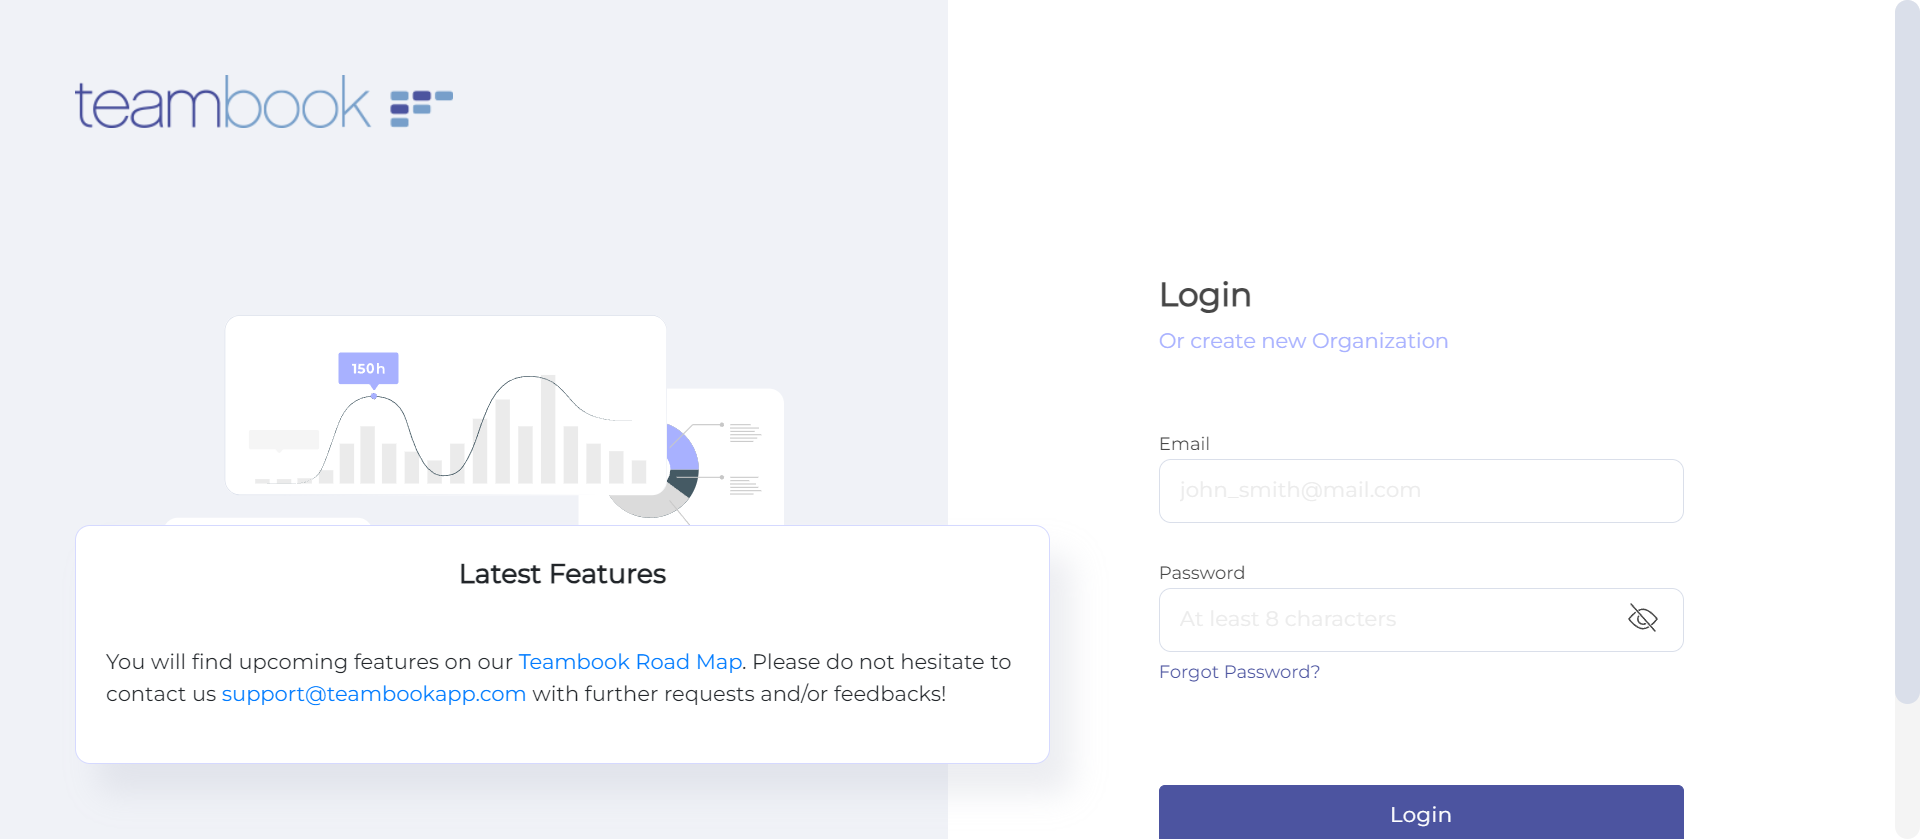 teambook
150h
Latest Features
You will find upcoming features on our Teambook Road Map. Please do not hesitate to
contact us support@teambookapp.com with further requests and/or feedbacks!
Login
Or create new Organization
Email
john_smith@mail.com
Password
At least 8 characters
Forgot Password?
Login